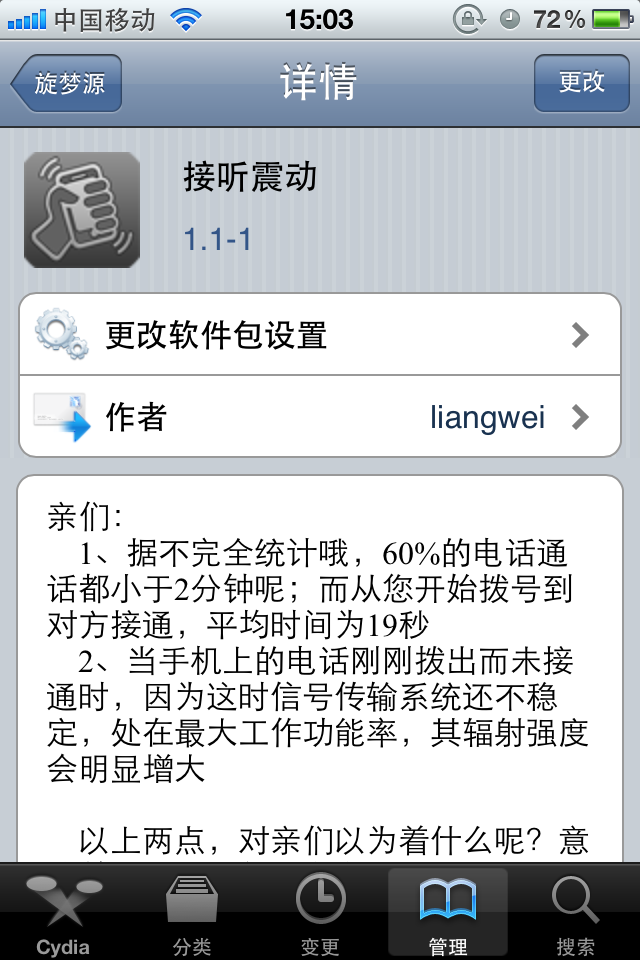 中国移动 15:03 72%
旋梦源 详情 更改
接听震动
1.1-1
更改软件包设置
作者 liangwei
亲们：
1、据不完全统计哦，60%的电话通
话都小于2分钟呢；而从您开始拨号到
对方接通，平均时间为19秒
2、当手机上的电话刚刚拨出而未接
通时，因为这时信号传输系统还不稳
定，处在最大工作功能率，其辐射强度
会明显增大
以上两点，对亲们以为着什么呢？意
Cydia 分类 变更 管理 搜索